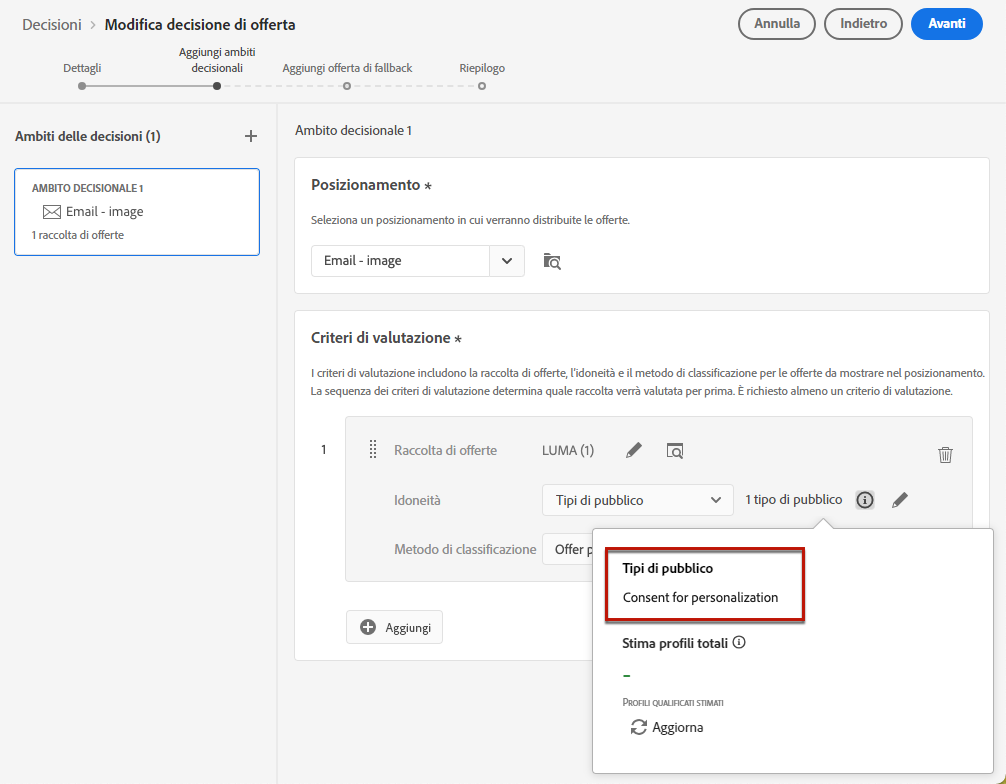 Decisioni > Modifica decisione di offerta
Annulla
Indietro
Avanti
Dettagli
Aggiungi ambiti
decisionali
Aggiungi offerta di fallback
Riepilogo
Ambiti delle decisioni (1)
AMBITO DECISIONALE 1
Email - image
1 raccolta di offerte
Ambito decisionale 1
Posizionamento *
Seleziona un posizionamento in cui verranno distribuite le offerte.
Email - image
Criteri di valutazione *
I criteri di valutazione includono la raccolta di offerte, l'idoneità e il metodo di classificazione per le offerte da mostrare nel posizionamento.
La sequenza dei criteri di valutazione determina quale raccolta verrà valutata per prima. È richiesto almeno un criterio di valutazione.
1
Raccolta di offerte
LUMA (1)
Idoneità
Tipi di pubblico
1 tipo di pubblico
Metodo di classificazione
Offer p
Aggiungi
Tipi di pubblico
Consent for personalization
Stima profili totali
–
PROFILI QUALIFICATI STIMATI
Aggiorna